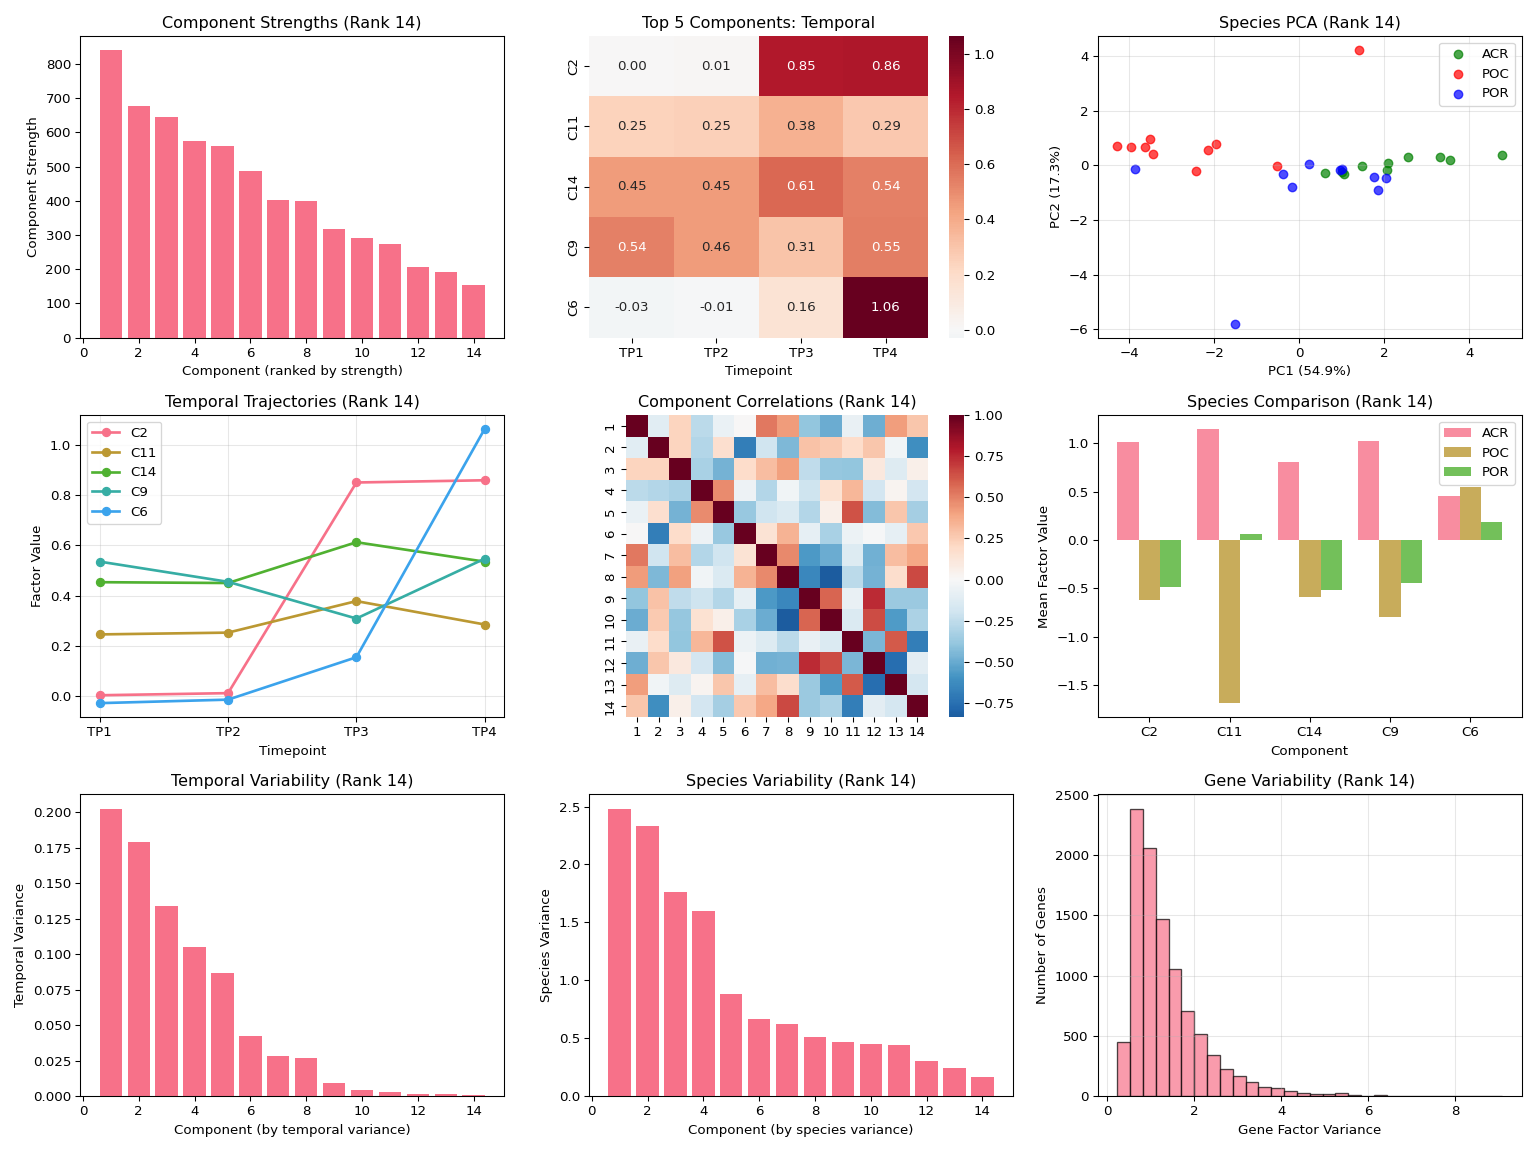 Component Strengths (Rank 14)
Component Strength
800
700
600
500
400
300
200
100
0
0 2 4 6 8 10 12 14
Component (ranked by strength)
Top 5 Components: Temporal
C2 0.00 0.01 0.85 0.86
C11 0.25 0.25 0.38 0.29
C14 0.45 0.45 0.61 0.54
C9 0.54 0.46 0.31 0.55
C6 -0.03 -0.01 0.16 1.06
TP1 TP2 TP3 TP4
Timepoint
1.0
0.8
0.6
0.4
0.2
0.0
Species PCA (Rank 14)
PC2 (17.3%)
4
2
0
−2
−4
−6
ACR
POC
POR
−4 −2 0 2 4
PC1 (54.9%)
Temporal Trajectories (Rank 14)
Factor Value
1.0
0.8
0.6
0.4
0.2
0.0
C2
C11
C14
C9
C6
TP1 TP2 TP3 TP4
Timepoint
Component Correlations (Rank 14)
1
2
3
4
5
6
7
8
9
10
11
12
13
14
1 2 3 4 5 6 7 8 9 10 11 12 13 14
1.00
0.75
0.50
0.25
0.00
−0.25
−0.50
−0.75
Species Comparison (Rank 14)
Mean Factor Value
1.0
0.5
0.0
−0.5
−1.0
−1.5
ACR
POC
POR
C2 C11 C14 C9 C6
Component
Temporal Variability (Rank 14)
Temporal Variance
0.200
0.175
0.150
0.125
0.100
0.075
0.050
0.025
0.000
0 2 4 6 8 10 12 14
Component (by temporal variance)
Species Variability (Rank 14)
Species Variance
2.5
2.0
1.5
1.0
0.5
0.0
0 2 4 6 8 10 12 14
Component (by species variance)
Gene Variability (Rank 14)
Number of Genes
2500
2000
1500
1000
500
0
0 2 4 6 8
Gene Factor Variance